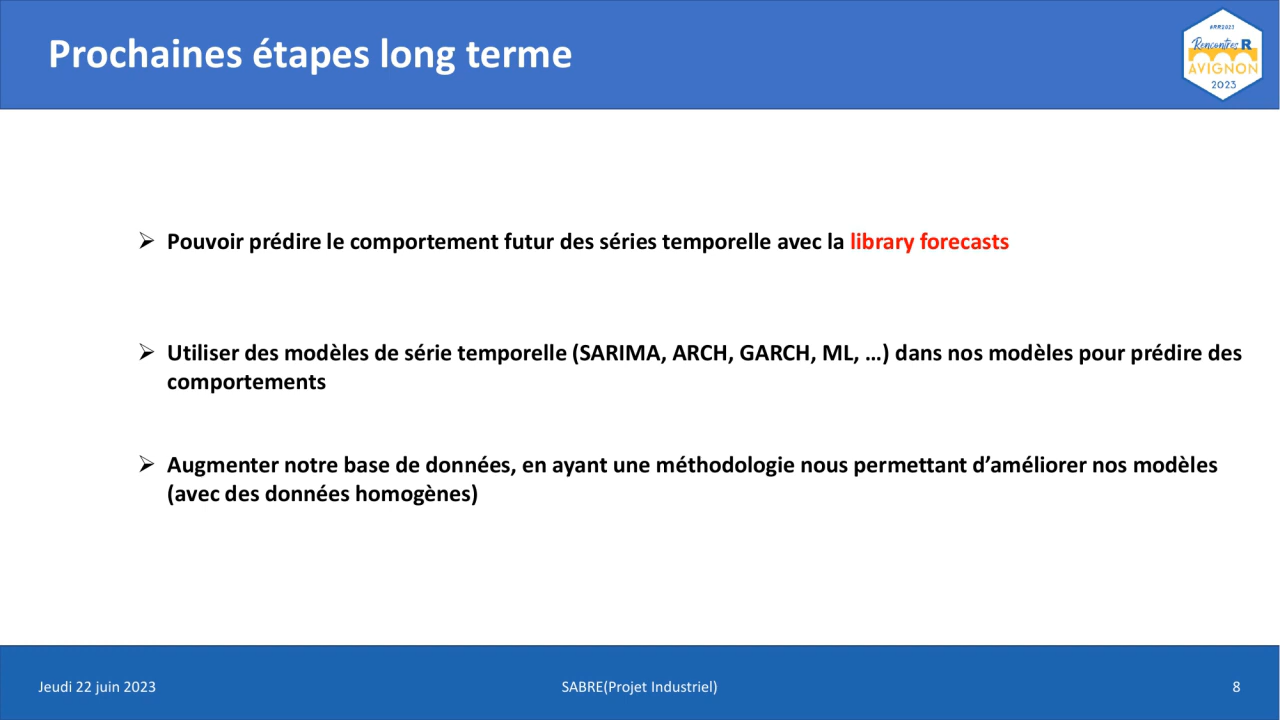 Prochaines étapes long terme
#RR2023
Rencontres R
AVIGNON
2023
➢ Pouvoir prédire le comportement futur des séries temporelle avec la library forecasts
➢ Utiliser des modèles de série temporelle (SARIMA, ARCH, GARCH, ML, …) dans nos modèles pour prédire des
comportements
➢ Augmenter notre base de données, en ayant une méthodologie nous permettant d’améliorer nos modèles
(avec des données homogènes)
Jeudi 22 juin 2023
SABRE(Projet Industriel)
8